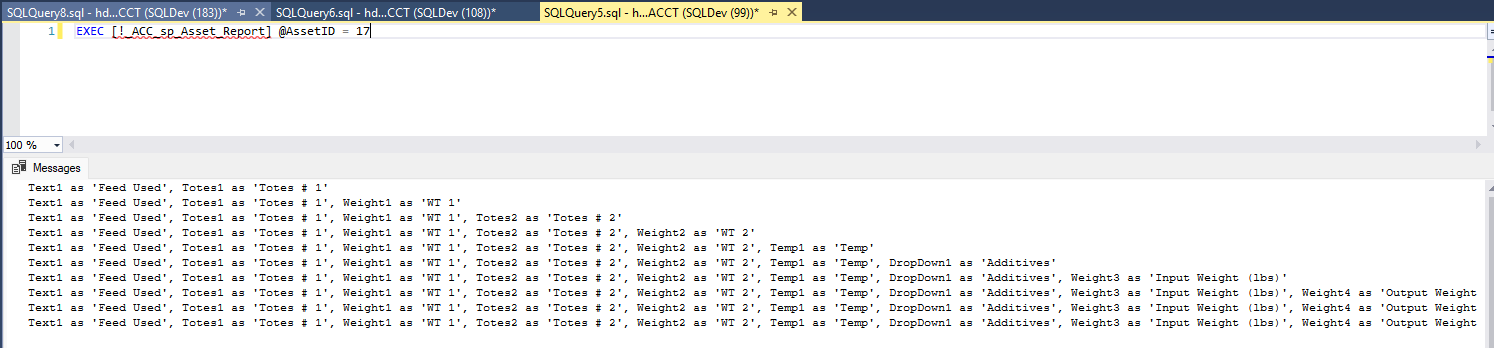 SQLQuery8.sql - hd...CCT (SQLDev (183))* SQLQuery6.sql - hd...CCT (SQLDev (108))* SQLQuery5.sql - h...ACCT (SQLDev (99))*
1 EXEC [!_ACC_sp_Asset_Report] @AssetID = 17
100 %
Messages
Text1 as 'Feed Used', Totes1 as 'Totes # 1'
Text1 as 'Feed Used', Totes1 as 'Totes # 1', Weight1 as 'WT 1'
Text1 as 'Feed Used', Totes1 as 'Totes # 1', Weight1 as 'WT 1', Totes2 as 'Totes # 2'
Text1 as 'Feed Used', Totes1 as 'Totes # 1', Weight1 as 'WT 1', Totes2 as 'Totes # 2', Weight2 as 'WT 2'
Text1 as 'Feed Used', Totes1 as 'Totes # 1', Weight1 as 'WT 1', Totes2 as 'Totes # 2', Weight2 as 'WT 2', Temp1 as 'Temp'
Text1 as 'Feed Used', Totes1 as 'Totes # 1', Weight1 as 'WT 1', Totes2 as 'Totes # 2', Weight2 as 'WT 2', Temp1 as 'Temp', DropDown1 as 'Additives'
Text1 as 'Feed Used', Totes1 as 'Totes # 1', Weight1 as 'WT 1', Totes2 as 'Totes # 2', Weight2 as 'WT 2', Temp1 as 'Temp', DropDown1 as 'Additives', Weight3 as 'Input Weight (lbs)'
Text1 as 'Feed Used', Totes1 as 'Totes # 1', Weight1 as 'WT 1', Totes2 as 'Totes # 2', Weight2 as 'WT 2', Temp1 as 'Temp', DropDown1 as 'Additives', Weight3 as 'Input Weight (lbs)', Weight4 as 'Output Weight
Text1 as 'Feed Used', Totes1 as 'Totes # 1', Weight1 as 'WT 1', Totes2 as 'Totes # 2', Weight2 as 'WT 2', Temp1 as 'Temp', DropDown1 as 'Additives', Weight3 as 'Input Weight (lbs)', Weight4 as 'Output Weight
Text1 as 'Feed Used', Totes1 as 'Totes # 1', Weight1 as 'WT 1', Totes2 as 'Totes # 2', Weight2 as 'WT 2', Temp1 as 'Temp', DropDown1 as 'Additives', Weight3 as 'Input Weight (lbs)', Weight4 as 'Output Weight